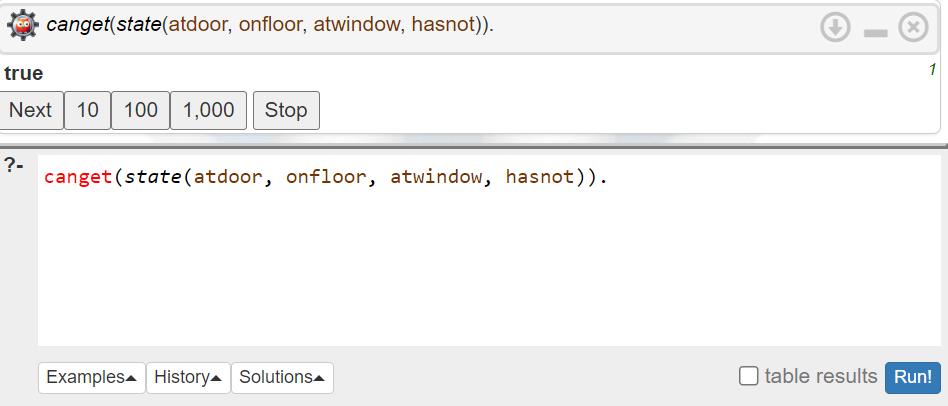 canget(state(atdoor, onfloor, atwindow, hasnot)).
true 1
Next 10 100 1,000 Stop
?- canget(state(atdoor, onfloor, atwindow, hasnot)).
Examples History Solutions table results Run!